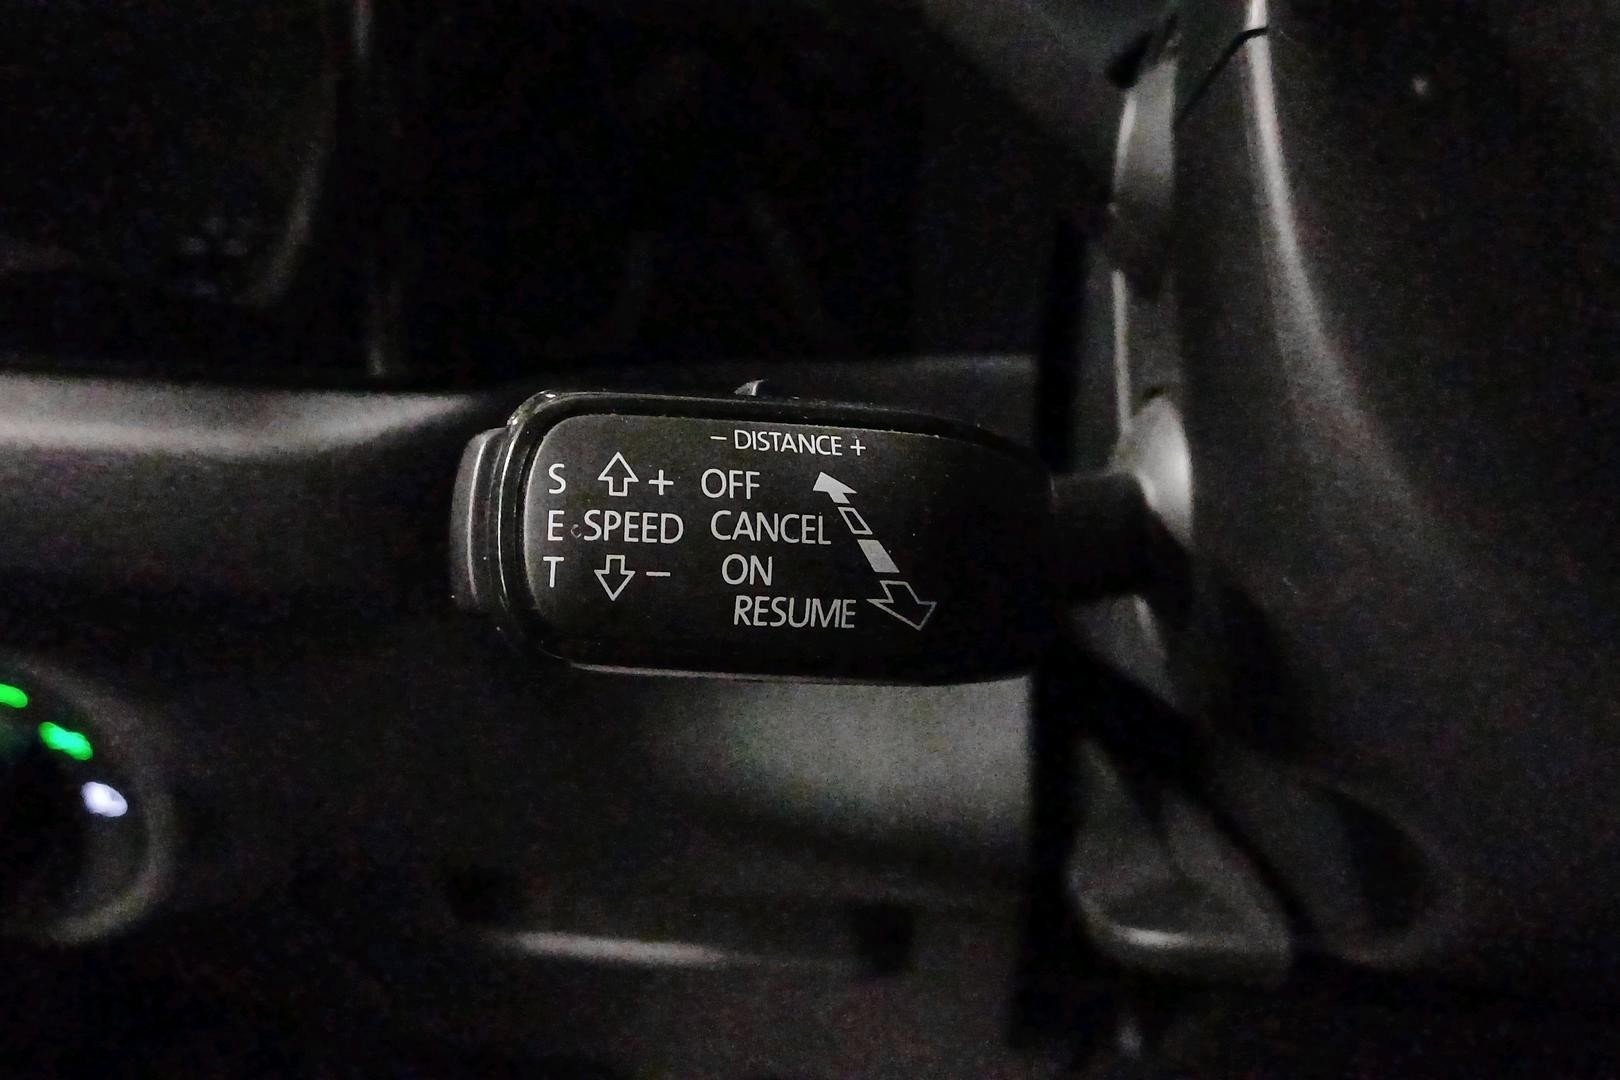 - DISTANCE +
S + OFF
E SPEED CANCEL
T - ON
RESUME